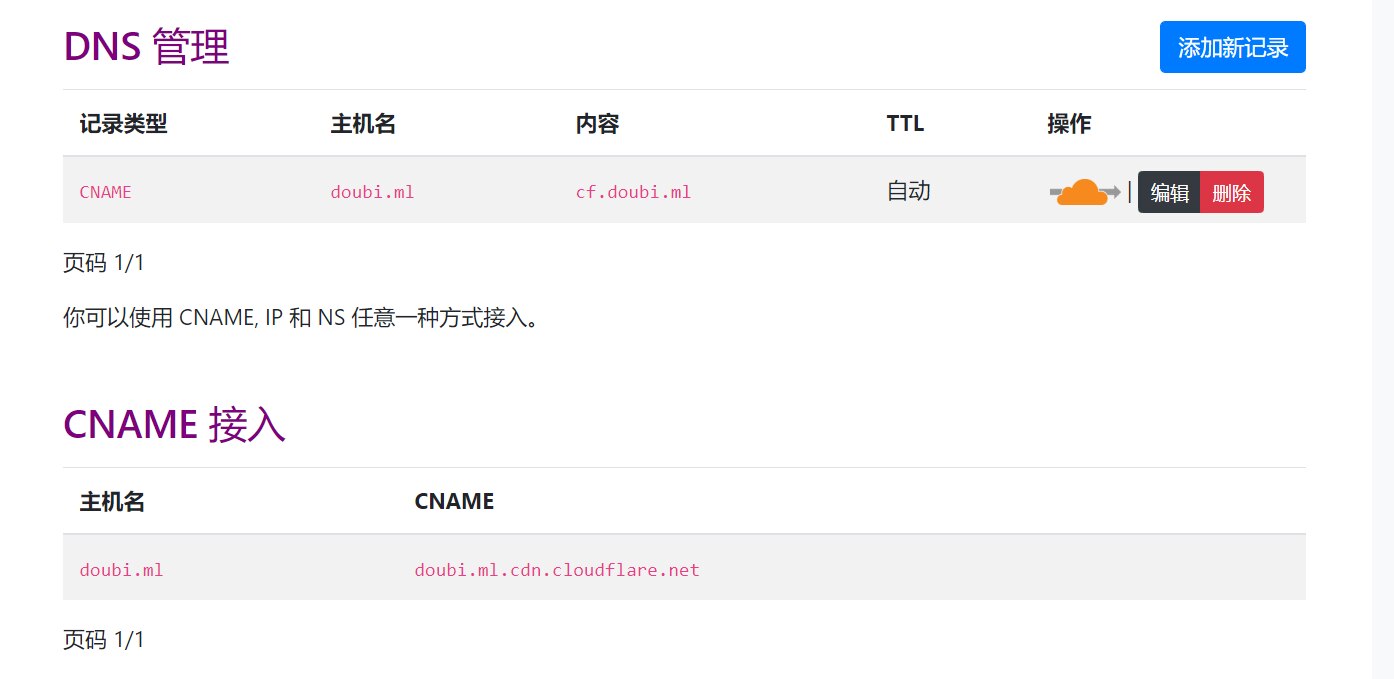 DNS 管理 添加新记录
记录类型 主机名 内容 TTL 操作
CNAME doubi.ml cf.doubi.ml 自动 | 编辑 删除
页码 1/1
你可以使用 CNAME, IP 和 NS 任意一种方式接入。
CNAME 接入
主机名 CNAME
doubi.ml doubi.ml.cdn.cloudflare.net
页码 1/1